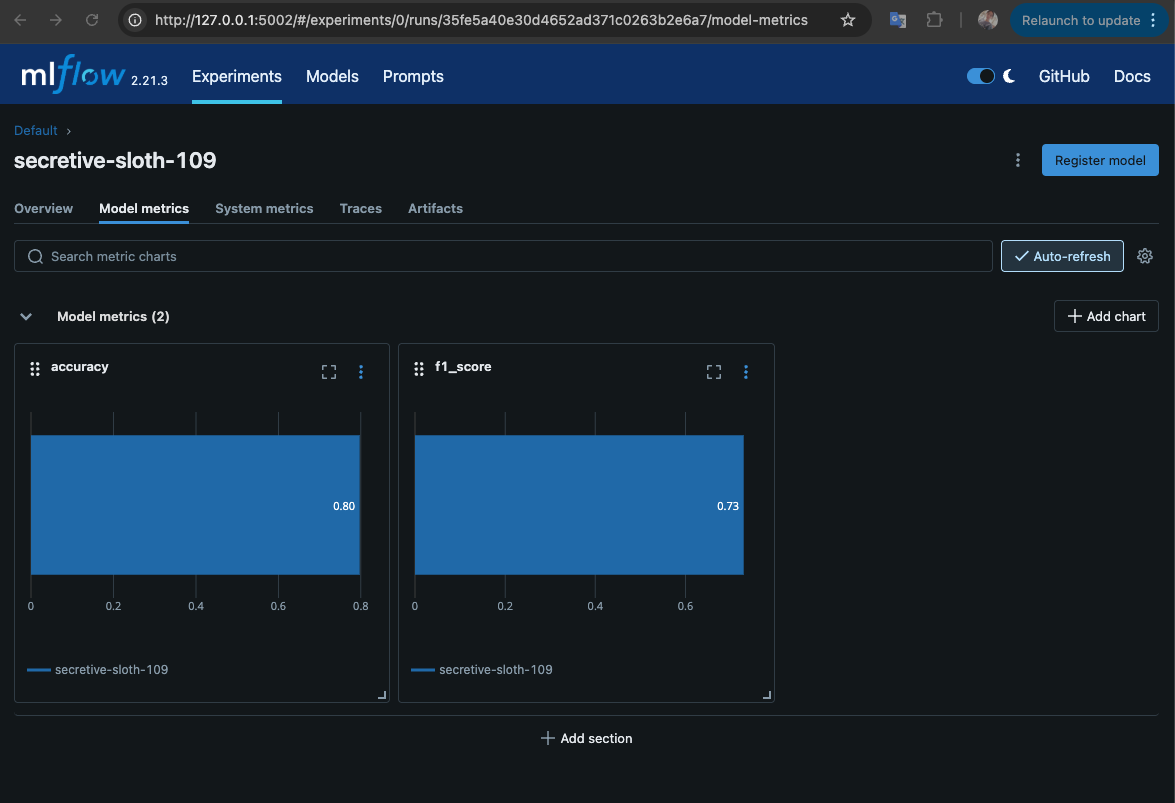 http://127.0.0.1:5002/#/experiments/0/runs/35fe5a40e30d4652ad371c0263b2e6a7/model-metrics
Relaunch to update
mlflow 2.21.3 Experiments Models Prompts GitHub Docs
Default ›
secretive-sloth-109
Register model
Overview Model metrics System metrics Traces Artifacts
Search metric charts
Auto-refresh
Model metrics (2)
Add chart
accuracy
0.80
0 0.2 0.4 0.6 0.8
secretive-sloth-109
f1_score
0.73
0 0.2 0.4 0.6
secretive-sloth-109
Add section